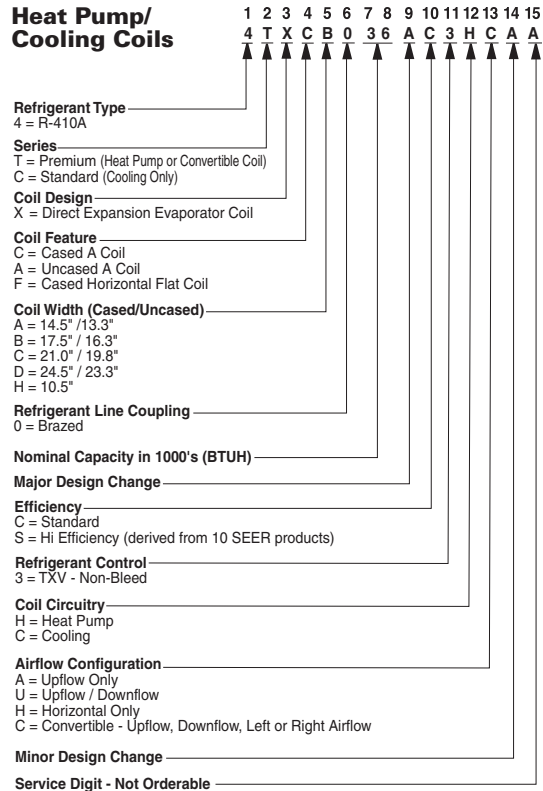 Heat Pump/
Cooling Coils
1 2 3 4 5 6 7 8 9 10 11 12 13 14 15
4 T X C B 0 3 6 A C 3 H C A A
Refrigerant Type
4 = R-410A
Series
T = Premium (Heat Pump or Convertible Coil)
C = Standard (Cooling Only)
Coil Design
X = Direct Expansion Evaporator Coil
Coil Feature
C = Cased A Coil
A = Uncased A Coil
F = Cased Horizontal Flat Coil
Coil Width (Cased/Uncased)
A = 14.5" /13.3"
B = 17.5" / 16.3"
C = 21.0" / 19.8"
D = 24.5" / 23.3"
H = 10.5"
Refrigerant Line Coupling
0 = Brazed
Nominal Capacity in 1000's (BTUH)
Major Design Change
Efficiency
C = Standard
S = Hi Efficiency (derived from 10 SEER products)
Refrigerant Control
3 = TXV - Non-Bleed
Coil Circuitry
H = Heat Pump
C = Cooling
Airflow Configuration
A = Upflow Only
U = Upflow / Downflow
H = Horizontal Only
C = Convertible - Upflow, Downflow, Left or Right Airflow
Minor Design Change
Service Digit - Not Orderable